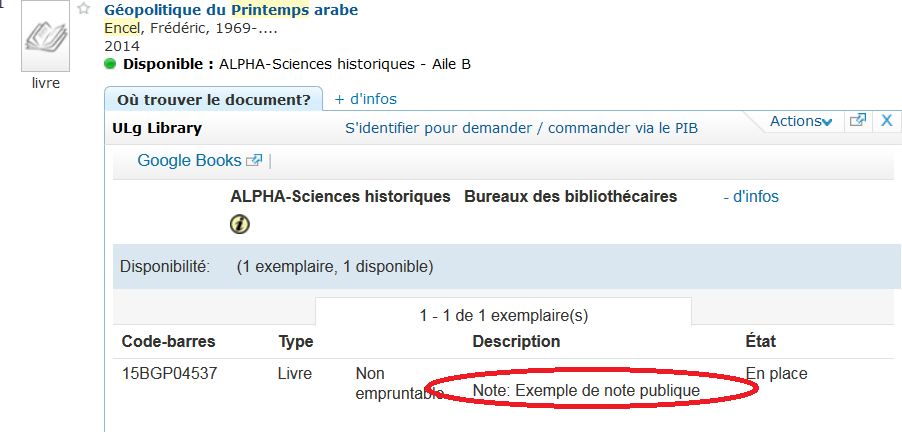 Géopolitique du Printemps arabe
Encel, Frédéric, 1969-....
2014
Disponible : ALPHA-Sciences historiques - Aile B
livre
Où trouver le document? + d'infos
ULg Library S'identifier pour demander / commander via le PIB Actions X
Google Books |
ALPHA-Sciences historiques Bureaux des bibliothécaires - d'infos
i
Disponibilité: (1 exemplaire, 1 disponible)
1 - 1 de 1 exemplaire(s)
Code-barres Type Description État
15BGP04537 Livre Non empruntable Note: Exemple de note publique En place